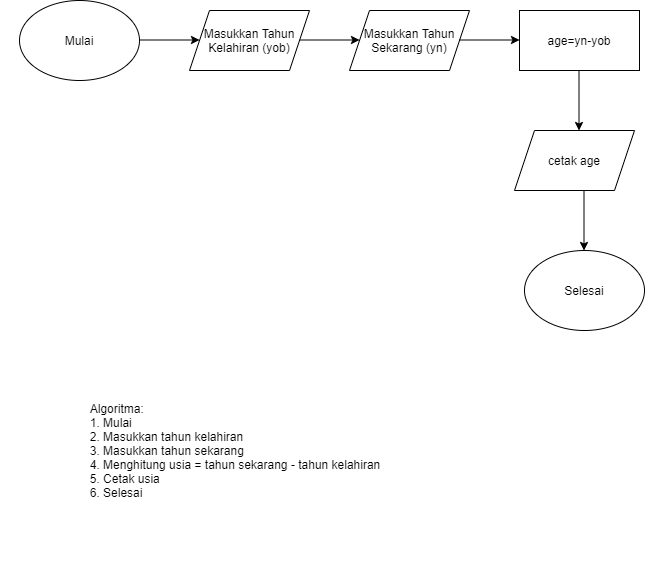 Mulai
Masukkan Tahun
Kelahiran (yob)
Masukkan Tahun
Sekarang (yn)
age=yn-yob
cetak age
Selesai
Algoritma:
1. Mulai
2. Masukkan tahun kelahiran
3. Masukkan tahun sekarang
4. Menghitung usia = tahun sekarang - tahun kelahiran
5. Cetak usia
6. Selesai